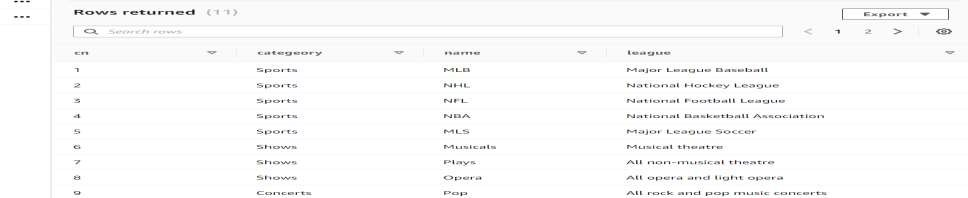 Rows returned (11)
Export
Search rows
< 1 2 >
cn categeory name league
1 Sports MLB Major League Baseball
2 Sports NHL National Hockey League
3 Sports NFL National Football League
4 Sports NBA National Basketball Association
5 Sports MLS Major League Soccer
6 Shows Musicals Musical theatre
7 Shows Plays All non-musical theatre
8 Shows Opera All opera and light opera
9 Concerts Pop All rock and pop music concerts